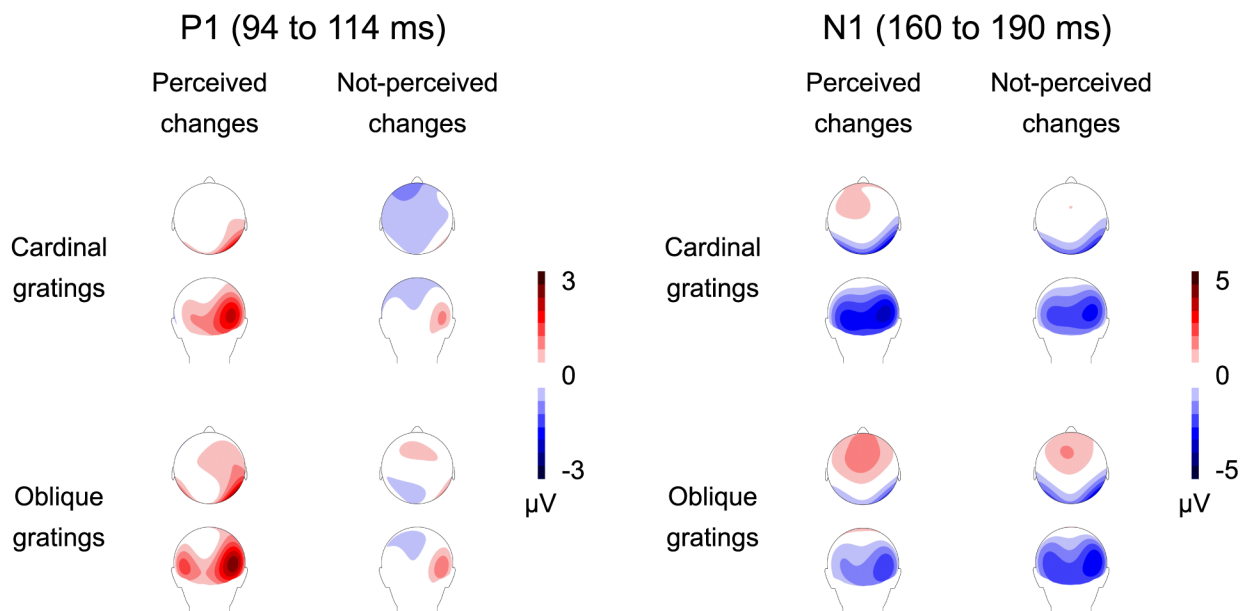 P1 (94 to 114 ms)
N1 (160 to 190 ms)
Perceived
changes
Not-perceived
changes
Perceived
changes
Not-perceived
changes
Cardinal
gratings
3
0
-3
µV
Cardinal
gratings
5
0
-5
µV
Oblique
gratings
Oblique
gratings